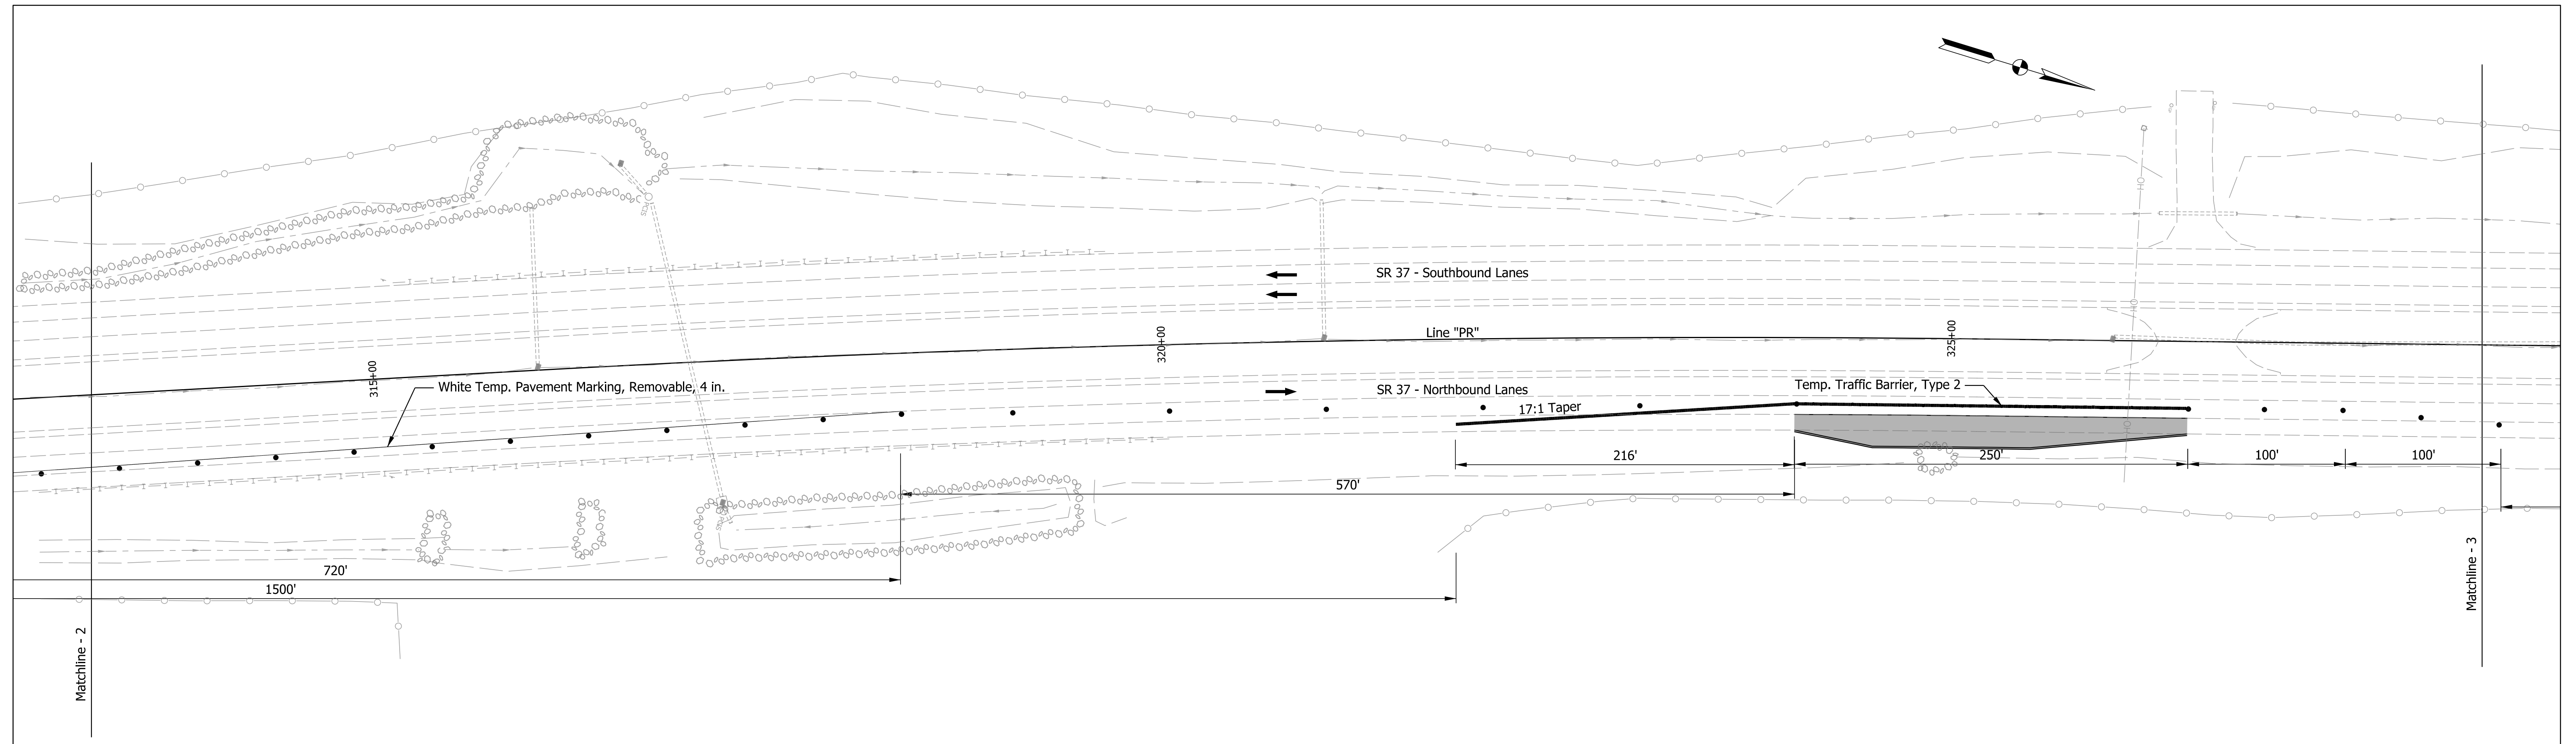 SR 37 - Southbound Lanes
Line "PR"
315+00
320+00
325+00
White Temp. Pavement Marking, Removable, 4 in.
SR 37 - Northbound Lanes
Temp. Traffic Barrier, Type 2
17:1 Taper
216'
250'
100'
100'
570'
720'
1500'
Matchline - 2
Matchline - 3